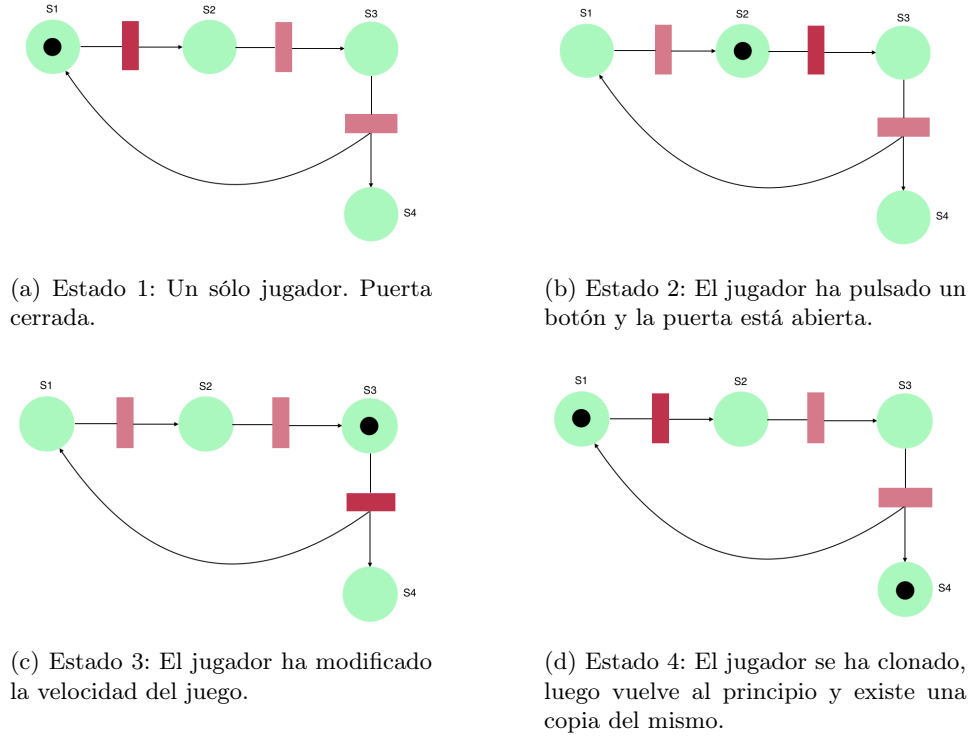 S1
S2
S3
S4
(a) Estado 1: Un sólo jugador. Puerta
cerrada.
S1
S2
S3
S4
(b) Estado 2: El jugador ha pulsado un
botón y la puerta está abierta.
S1
S2
S3
S4
(c) Estado 3: El jugador ha modificado
la velocidad del juego.
S1
S2
S3
S4
(d) Estado 4: El jugador se ha clonado,
luego vuelve al principio y existe una
copia del mismo.